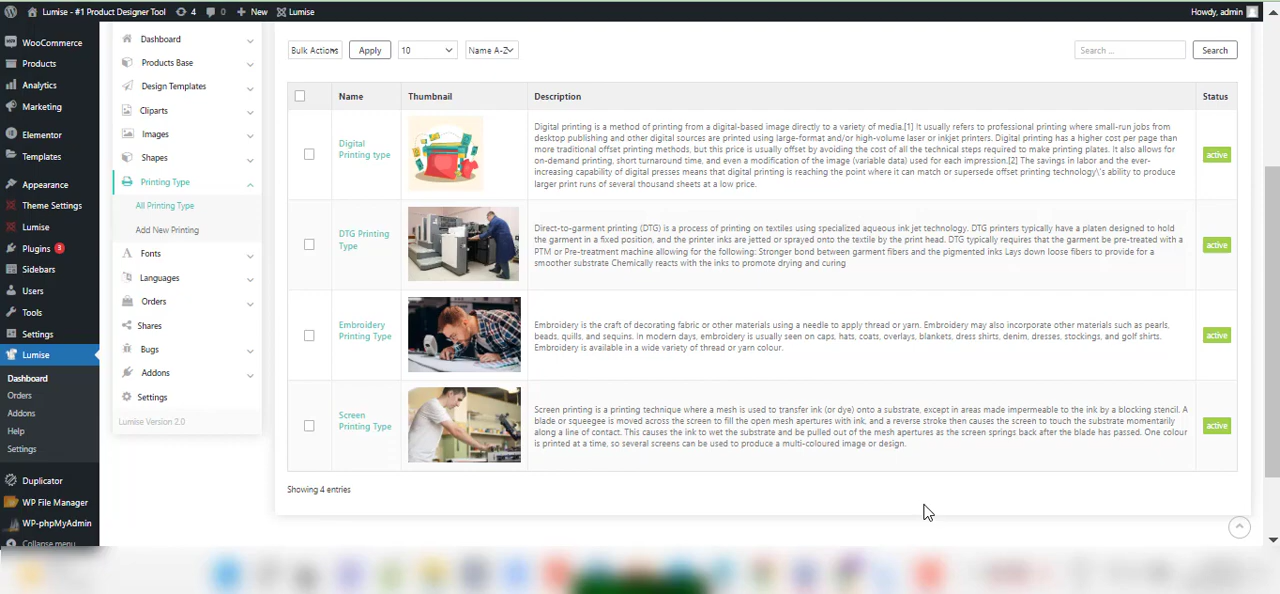 Lumise - #1 Product Designer Tool
4
0
New
Lumise
Howdy, admin
WooCommerce
Products
Analytics
Marketing
Elementor
Templates
Appearance
Theme Settings
Lumise
Plugins 3
Sidebars
Users
Tools
Settings
Lumise
Dashboard
Orders
Addons
Help
Settings
Duplicator
WP File Manager
WP-phpMyAdmin
Collapse menu
Dashboard
Products Base
Design Templates
Cliparts
Images
Shapes
Printing Type
All Printing Type
Add New Printing
Fonts
Languages
Orders
Shares
Bugs
Addons
Settings
Lumise Version 2.0
Bulk Actions
Apply
10
Name A-Z
Search ...
Search
Name
Thumbnail
Description
Status
Digital
Printing type
Digital printing is a method of printing from a digital-based image directly to a variety of media.[1] It usually refers to professional printing where small-run jobs from
desktop publishing and other digital sources are printed using large-format and/or high-volume laser or inkjet printers. Digital printing has a higher cost per page than
more traditional offset printing methods, but this price is usually offset by avoiding the cost of all the technical steps required to make printing plates. It also allows for
on-demand printing, short turnaround time, and even a modification of the image (variable data) used for each impression.[2] The savings in labor and the ever-
increasing capability of digital presses means that digital printing is reaching the point where it can match or supersede offset printing technology\'s ability to produce
larger print runs of several thousand sheets at a low price.
active
DTG Printing
Type
Direct-to-garment printing (DTG) is a process of printing on textiles using specialized aqueous ink jet technology. DTG printers typically have a platen designed to hold
the garment in a fixed position, and the printer inks are jetted or sprayed onto the textile by the print head. DTG typically requires that the garment be pre-treated with a
PTM or Pre-treatment machine allowing for the following: Stronger bond between garment fibers and the pigmented inks Lays down loose fibers to provide for a
smoother substrate Chemically reacts with the inks to promote drying and curing
active
Embroidery
Printing Type
Embroidery is the craft of decorating fabric or other materials using a needle to apply thread or yarn. Embroidery may also incorporate other materials such as pearls,
beads, quills, and sequins. In modern days, embroidery is usually seen on caps, hats, coats, overlays, blankets, dress shirts, denim, dresses, stockings, and golf shirts.
Embroidery is available in a wide variety of thread or yarn colour.
active
Screen
Printing Type
Screen printing is a printing technique where a mesh is used to transfer ink (or dye) onto a substrate, except in areas made impermeable to the ink by a blocking stencil. A
blade or squeegee is moved across the screen to fill the open mesh apertures with ink, and a reverse stroke then causes the screen to touch the substrate momentarily
along a line of contact. This causes the ink to wet the substrate and be pulled out of the mesh apertures as the screen springs back after the blade has passed. One colour
is printed at a time, so several screens can be used to produce a multi-coloured image or design.
active
Showing 4 entries